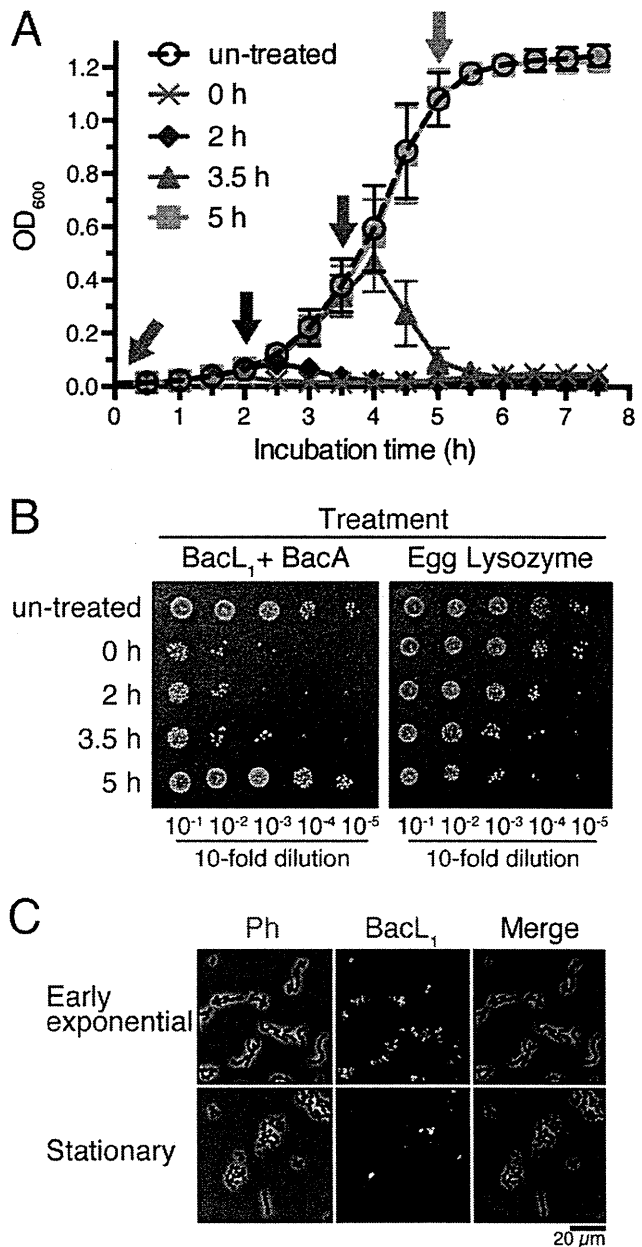 A
OD₆₀₀
1.2
1.0
0.8
0.6
0.4
0.2
0.0
un-treated
0 h
2 h
3.5 h
5 h
0 1 2 3 4 5 6 7 8
Incubation time (h)
B
Treatment
BacL₁+ BacA Egg Lysozyme
un-treated
0 h
2 h
3.5 h
5 h
10⁻¹ 10⁻² 10⁻³ 10⁻⁴ 10⁻⁵ 10⁻¹ 10⁻² 10⁻³ 10⁻⁴ 10⁻⁵
10-fold dilution 10-fold dilution
C
Ph BacL₁ Merge
Early
exponential
Stationary
20 µm